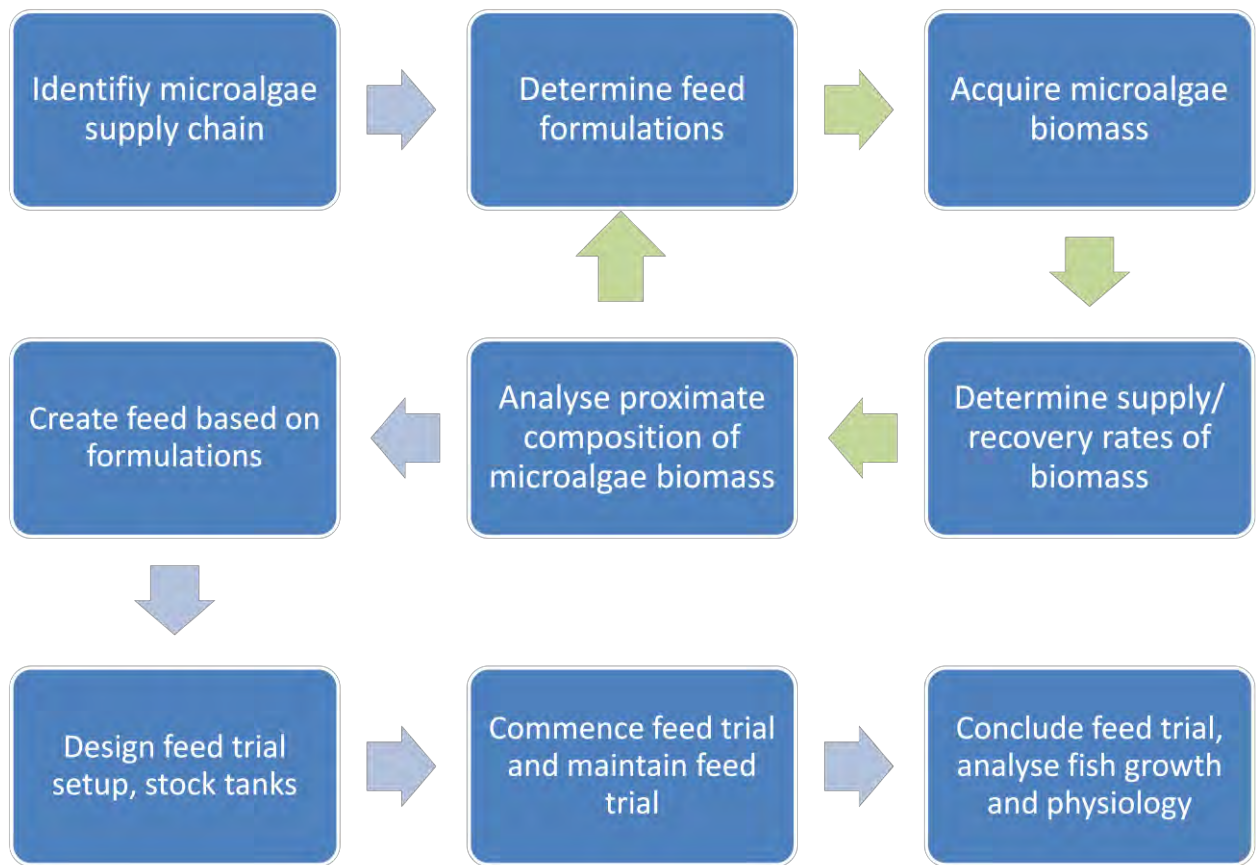 Identifiy microalgae
supply chain
Determine feed
formulations
Acquire microalgae
biomass
Create feed based on
formulations
Analyse proximate
composition of
microalgae biomass
Determine supply/
recovery rates of
biomass
Design feed trial
setup, stock tanks
Commence feed trial
and maintain feed
trial
Conclude feed trial,
analyse fish growth
and physiology